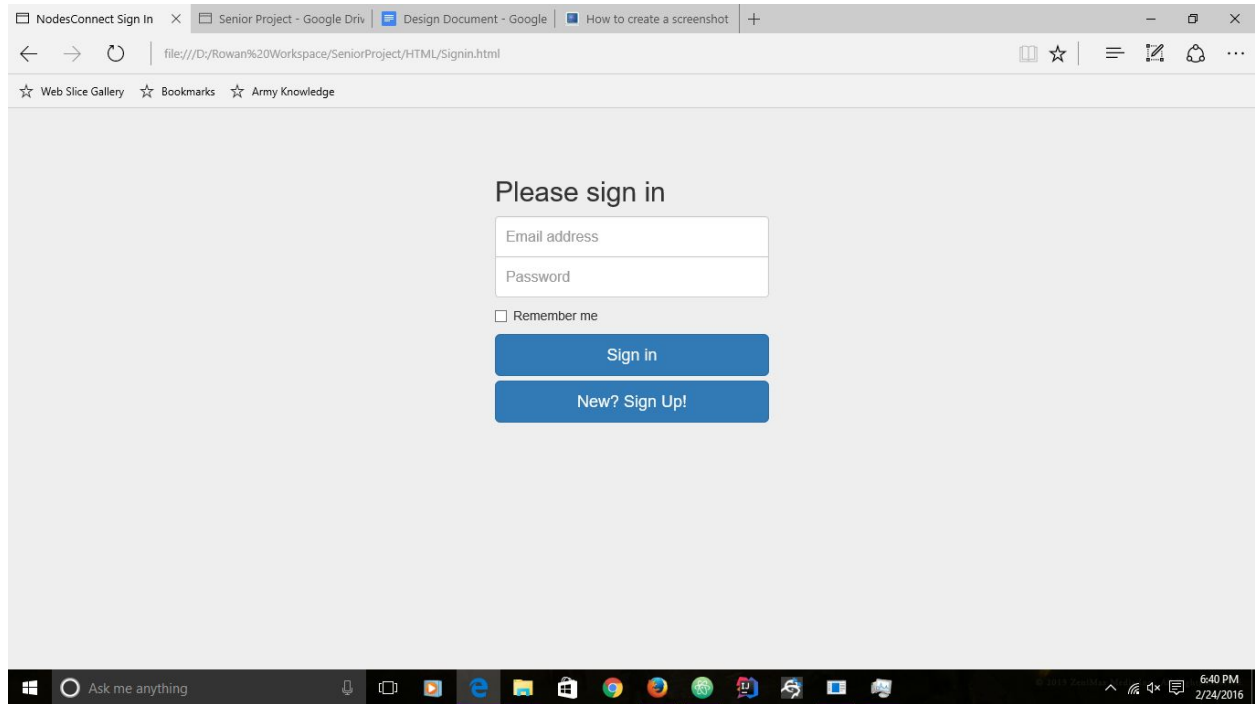 NodesConnect Sign In
Senior Project - Google Driv
Design Document - Google
How to create a screenshot
file:///D:/Rowan%20Workspace/SeniorProject/HTML/Signin.html
Web Slice Gallery
Bookmarks
Army Knowledge
Please sign in
Email address
Password
Remember me
Sign in
New? Sign Up!
Ask me anything
6:40 PM
2/24/2016